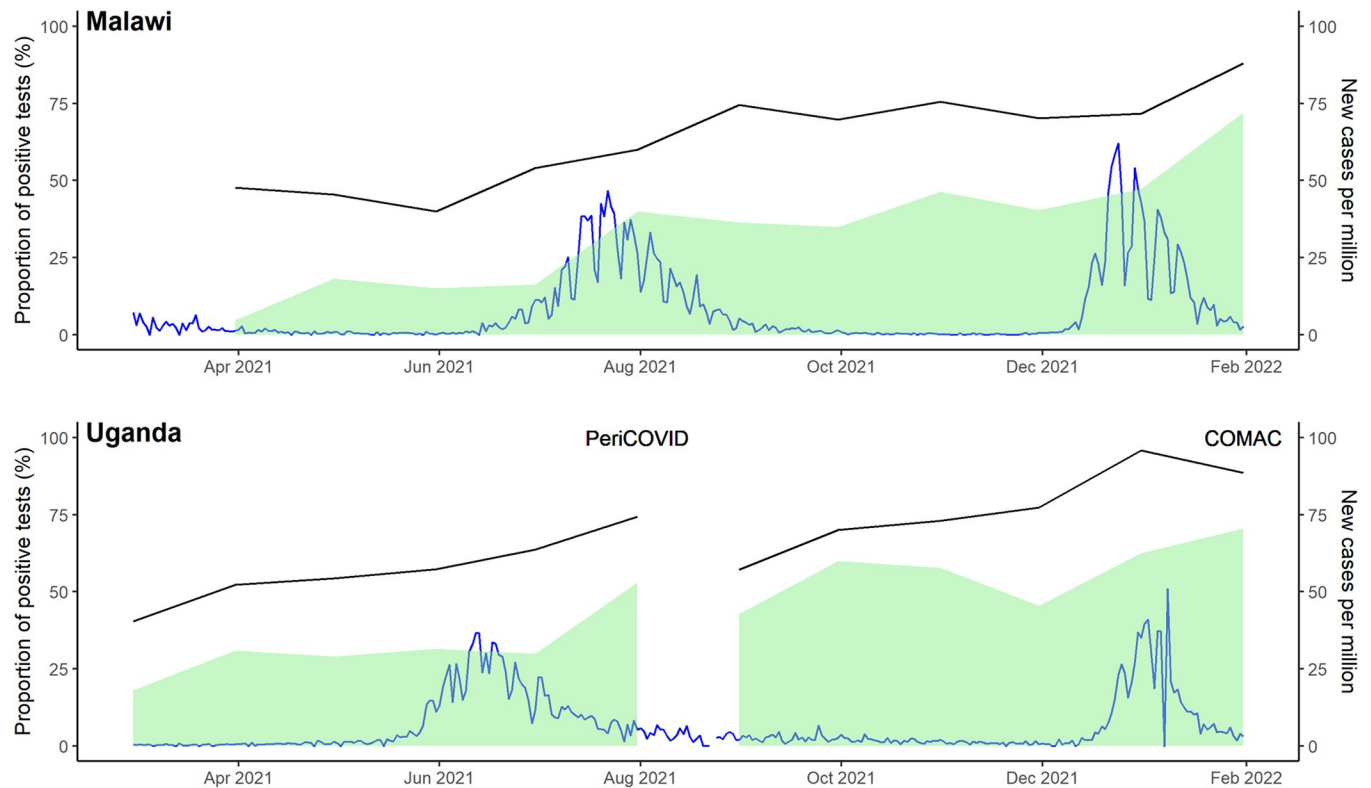 Malawi
Proportion of positive tests (%)
100
75
50
25
0
100
75
50
25
0
New cases per million
Apr 2021
Jun 2021
Aug 2021
Oct 2021
Dec 2021
Feb 2022
Uganda
PeriCOVID
COMAC
Proportion of positive tests (%)
100
75
50
25
0
100
75
50
25
0
New cases per million
Apr 2021
Jun 2021
Aug 2021
Oct 2021
Dec 2021
Feb 2022